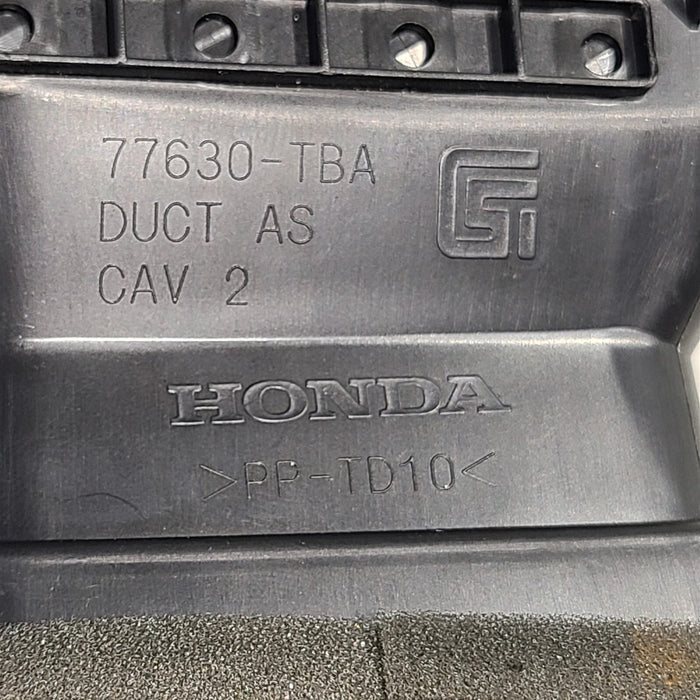 77630-TBA
DUCT AS
CAV 2
HONDA
>PP-TD10<